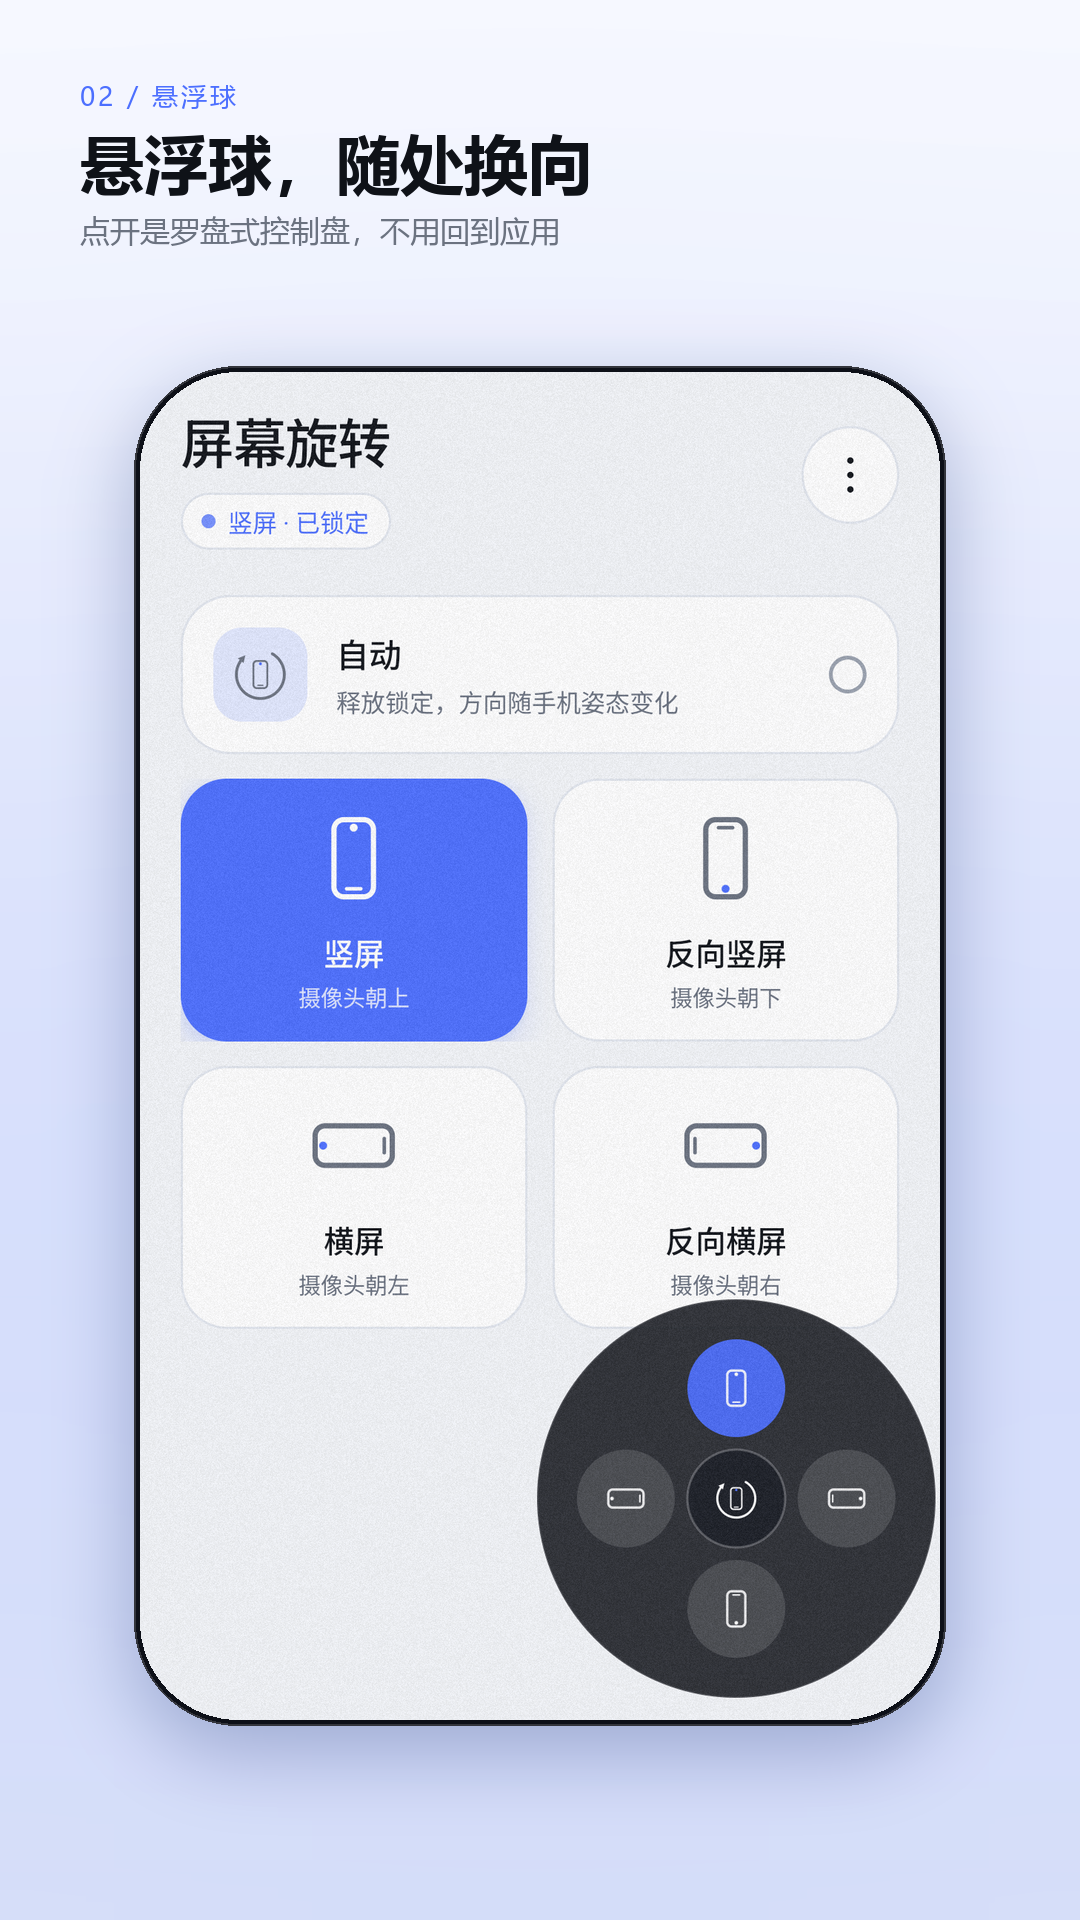 02 / 悬浮球
悬浮球，随处换向
点开是罗盘式控制盘，不用回到应用
屏幕旋转
竖屏 · 已锁定
自动
释放锁定，方向随手机姿态变化
竖屏
摄像头朝上
反向竖屏
摄像头朝下
横屏
摄像头朝左
反向横屏
摄像头朝右